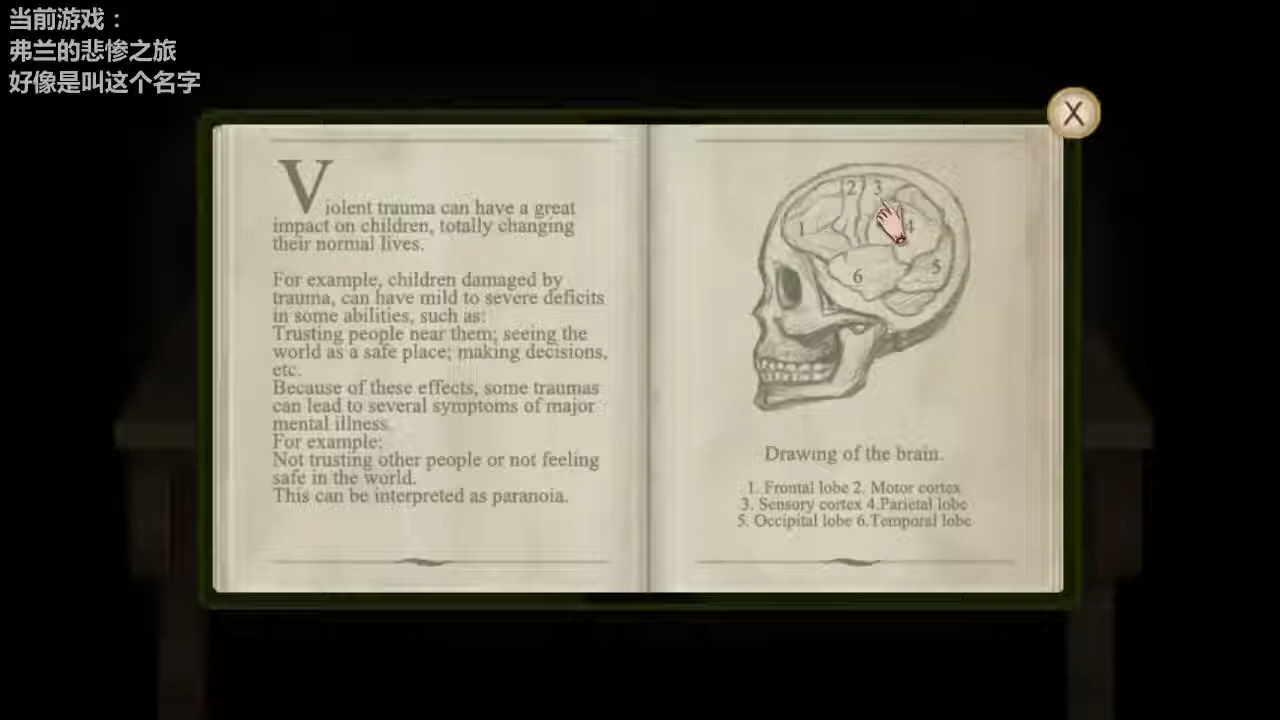 当前游戏：
弗兰的悲惨之旅
好像是叫这个名字
X
Violent trauma can have a great
impact on children, totally changing
their normal lives.
For example, children damaged by
trauma, can have mild to severe deficits
in some abilities, such as:
Trusting people near them; seeing the
world as a safe place; making decisions,
etc.
Because of these effects, some traumas
can lead to several symptoms of major
mental illness.
For example:
Not trusting other people or not feeling
safe in the world.
This can be interpreted as paranoia.
1 2 3 4 5 6
Drawing of the brain.
1. Frontal lobe 2. Motor cortex
3. Sensory cortex 4.Parietal lobe
5. Occipital lobe 6.Temporal lobe